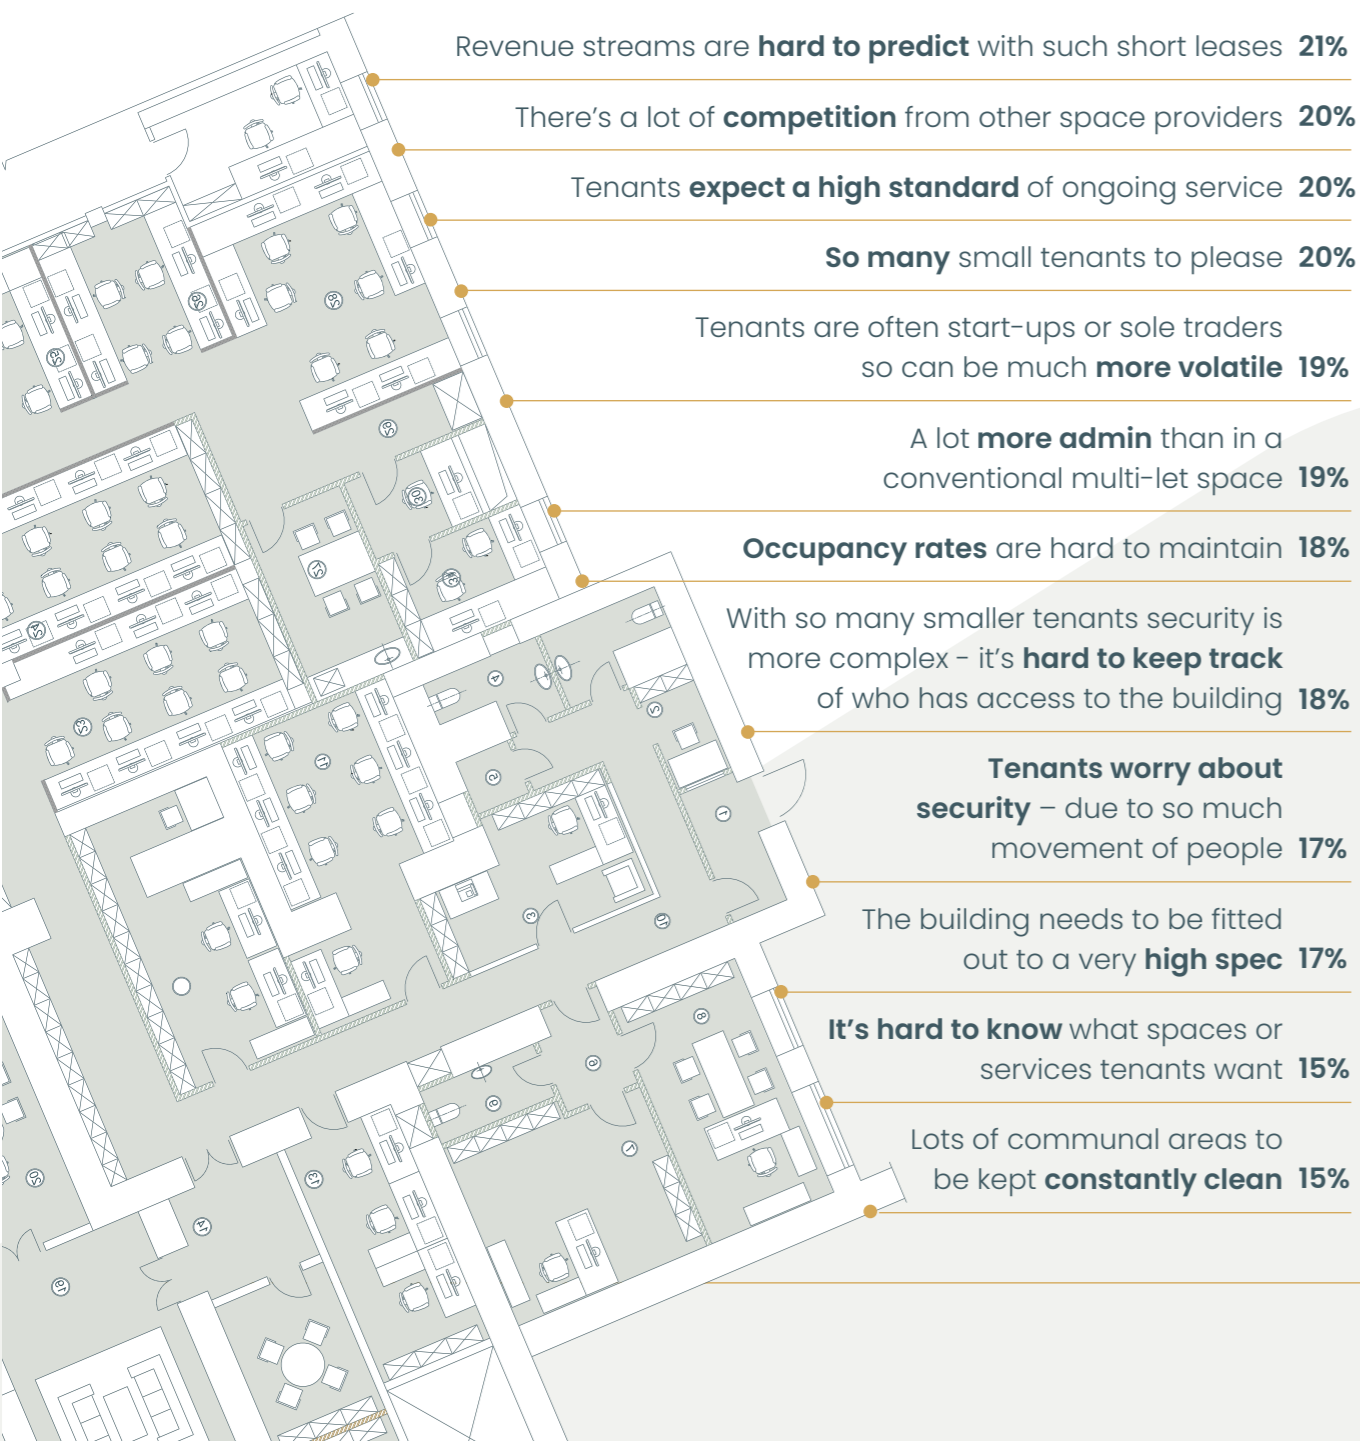 Revenue streams are hard to predict with such short leases 21%
There's a lot of competition from other space providers 20%
Tenants expect a high standard of ongoing service 20%
So many small tenants to please 20%
Tenants are often start-ups or sole traders
so can be much more volatile 19%
A lot more admin than in a
conventional multi-let space 19%
Occupancy rates are hard to maintain 18%
With so many smaller tenants security is
more complex - it's hard to keep track
of who has access to the building 18%
Tenants worry about
security – due to so much
movement of people 17%
The building needs to be fitted
out to a very high spec 17%
It's hard to know what spaces or
services tenants want 15%
Lots of communal areas to
be kept constantly clean 15%